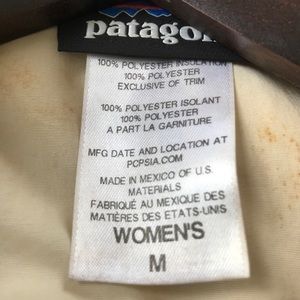 patagon
100% POLYESTER INSULATION
100% POLYESTER
EXCLUSIVE OF TRIM
100% POLYESTER ISOLANT
100% POLYESTER
A PART LA GARNITURE
MFG DATE AND LOCATION AT
PCPSIA.COM
MADE IN MEXICO OF U.S.
MATERIALS
FABRIQUÉ AU MEXIQUE DES
MATIÈRES DES ETATS-UNIS
WOMEN'S
M